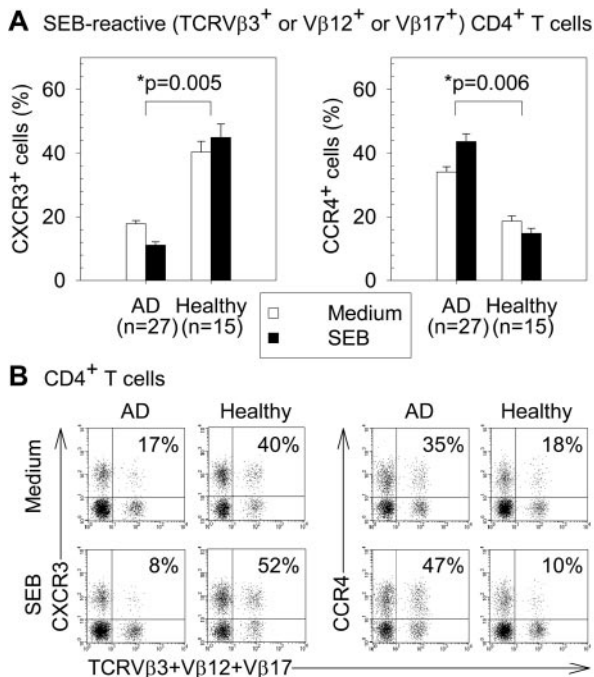 A SEB-reactive (TCRVβ3⁺ or Vβ12⁺ or Vβ17⁺) CD4⁺ T cells
60
40
20
0
CXCR3⁺ cells (%)
*p=0.005
AD
(n=27)
Healthy
(n=15)
60
40
20
0
CCR4⁺ cells (%)
*p=0.006
AD
(n=27)
Healthy
(n=15)
Medium
SEB
B CD4⁺ T cells
AD Healthy AD Healthy
Medium
17% 40% 35% 18%
SEB
8% 52% 47% 10%
CXCR3
CCR4
TCRVβ3+Vβ12+Vβ17